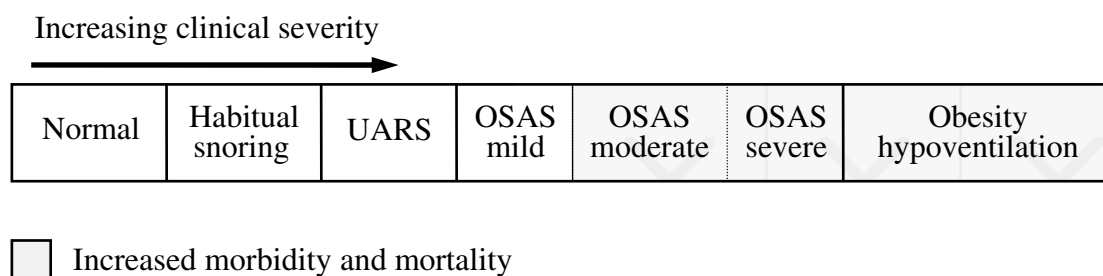 Increasing clinical severity
Normal
Habitual
snoring
UARS
OSAS
mild
OSAS
moderate
OSAS
severe
Obesity
hypoventilation
Increased morbidity and mortality